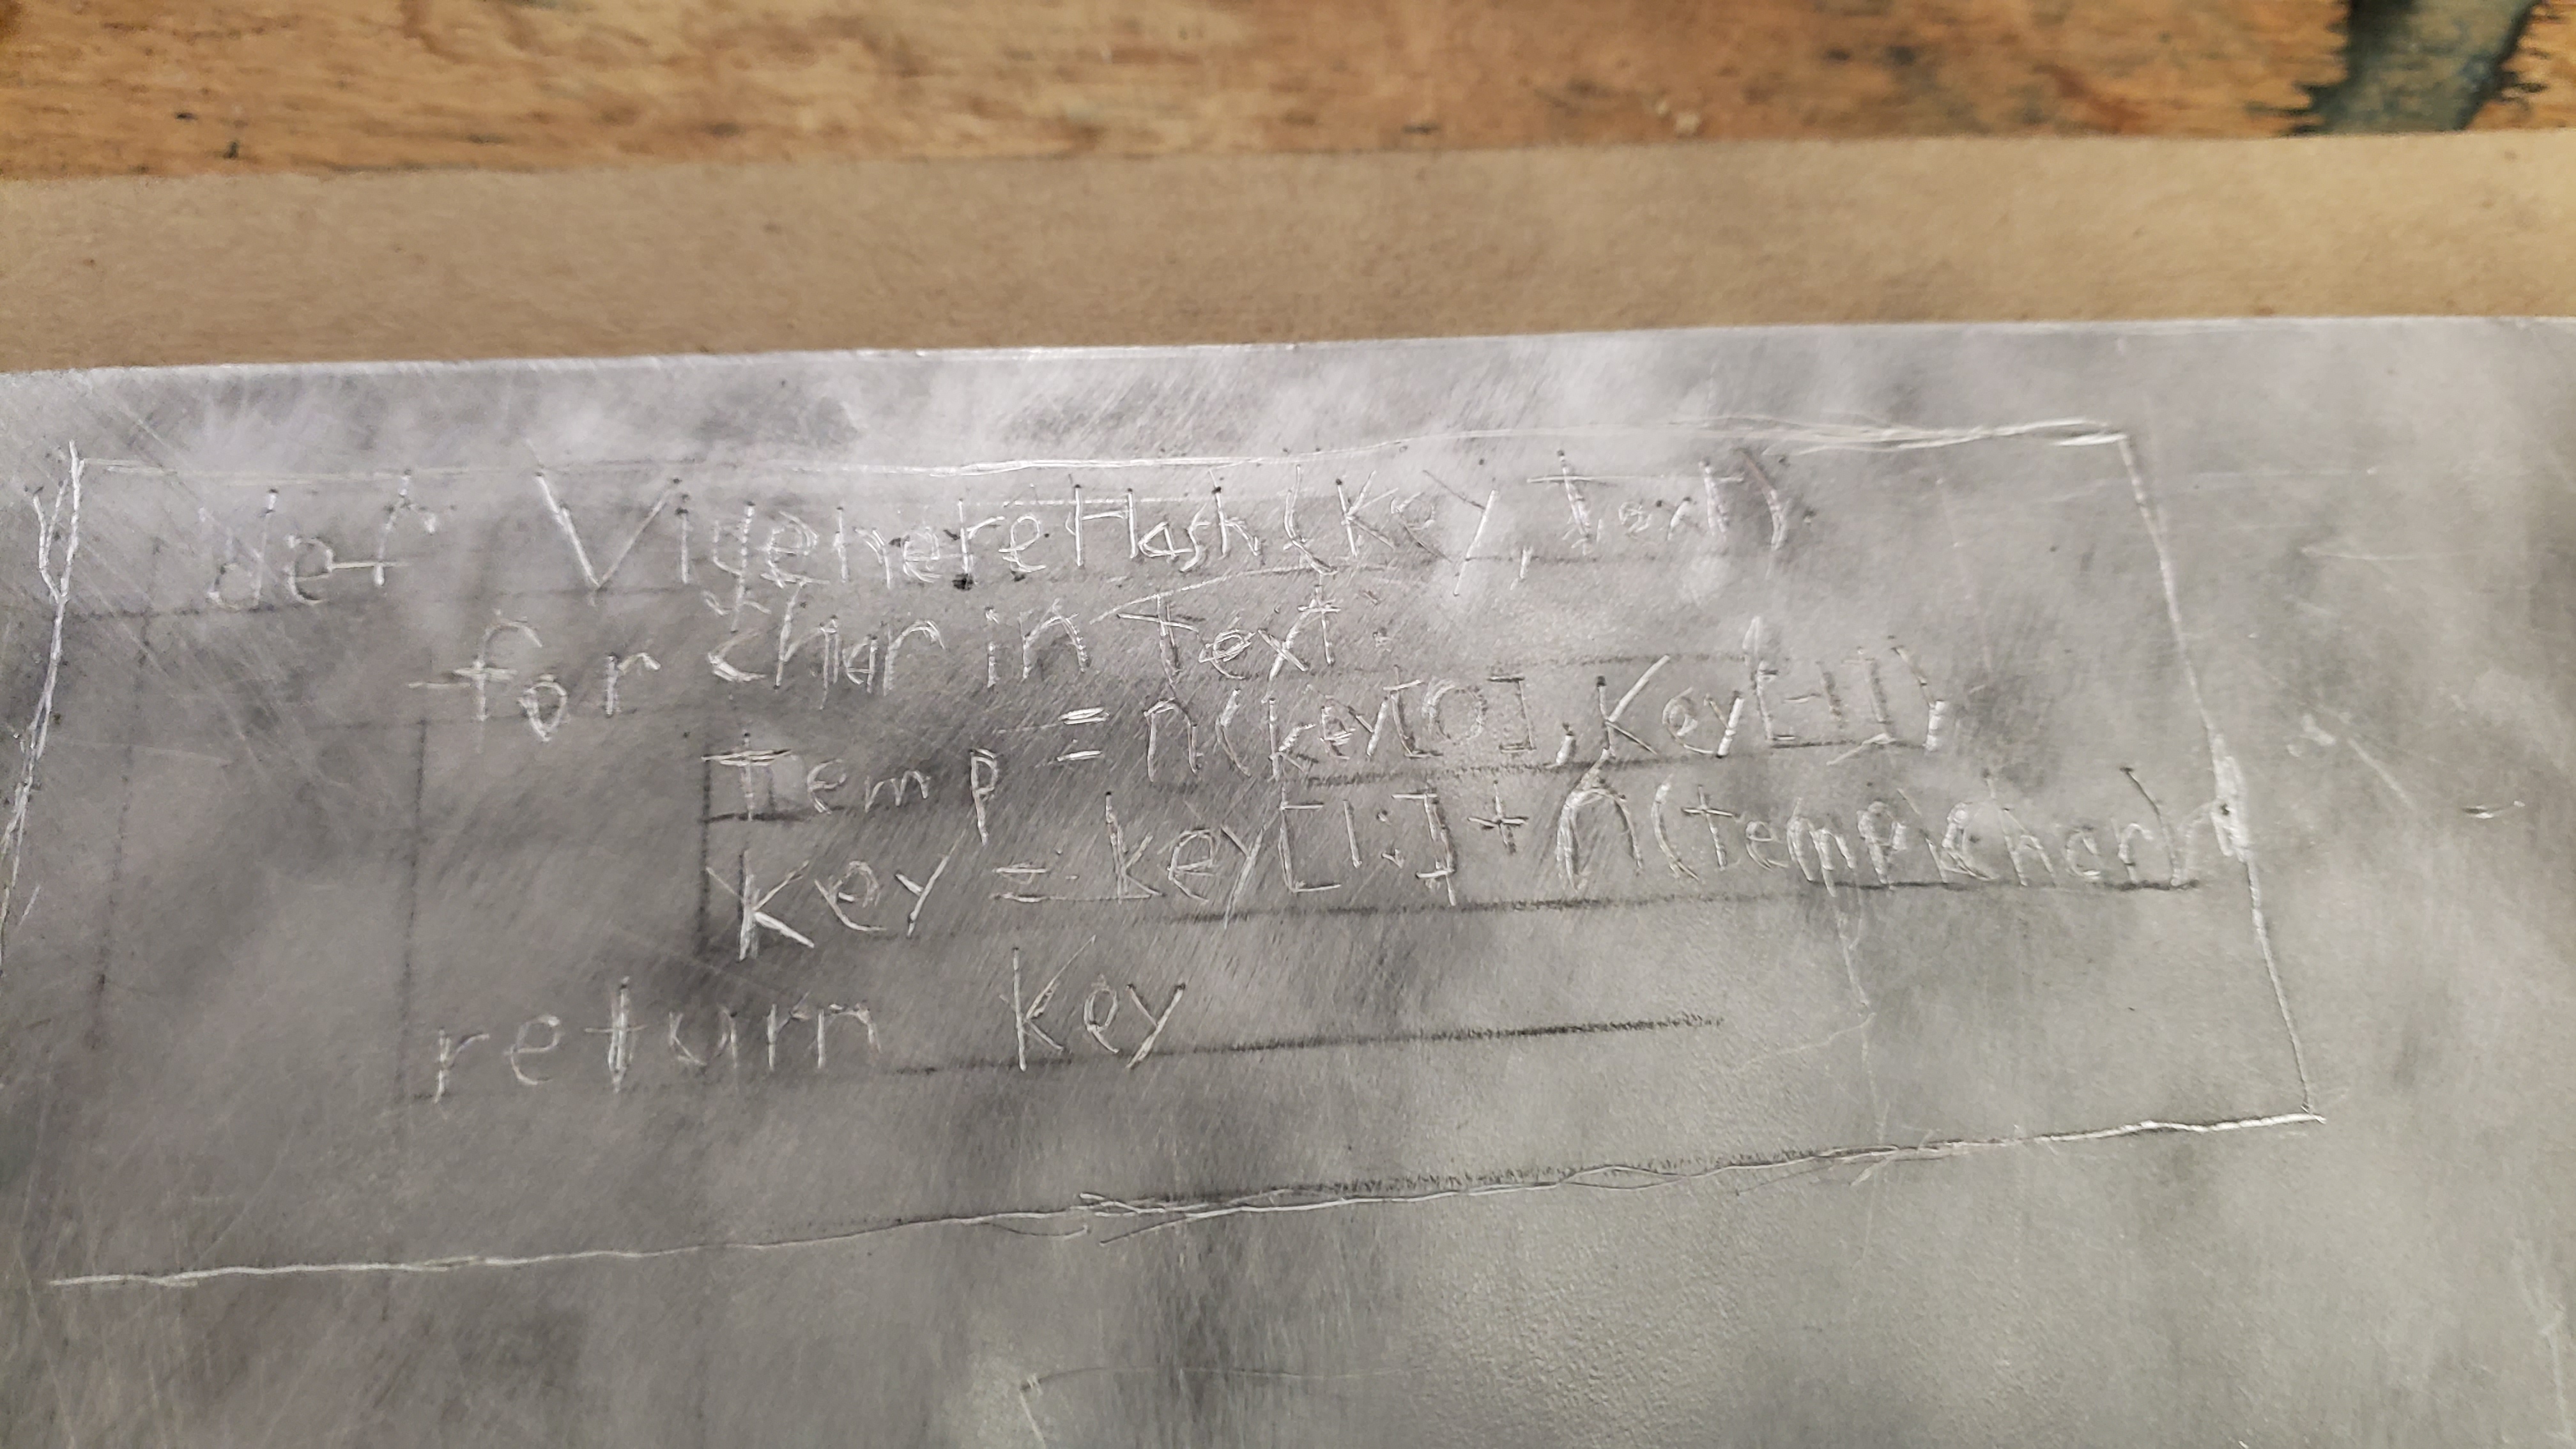 def VigenereHash(key, text):
for char in text:
temp = n(key[0], key[-1])
key = key[1:] + n(temp, char)
return key